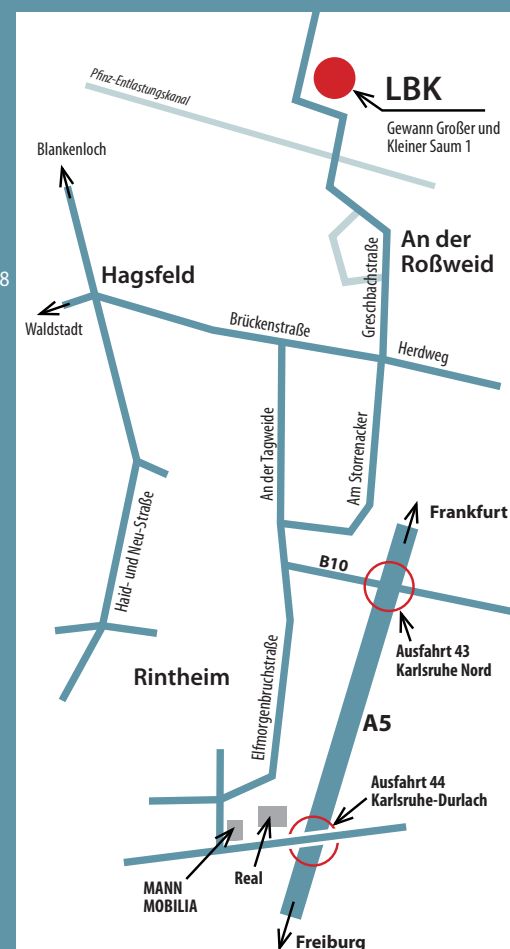 Pfinz-Entlastungskanal
LBK
Gewann Großer und
Kleiner Saum 1
Blankenloch
8
Hagsfeld
An der
Roßweid
Greschbachstraße
Waldstadt
Brückenstraße
Herdweg
An der Tagweide
Am Storrenacker
Haid- und Neu-Straße
Frankfurt
B10
Ausfahrt 43
Karlsruhe Nord
Rintheim
Elfmorgenbruchstraße
A5
Ausfahrt 44
Karlsruhe-Durlach
MANN
MOBILIA
Real
Freiburg